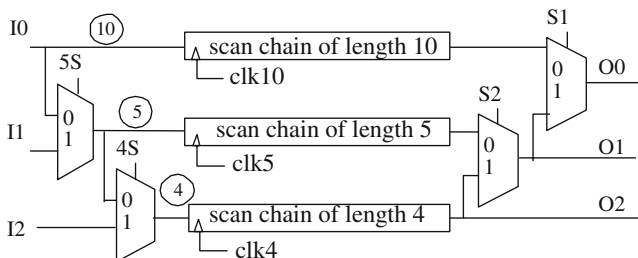 I0
10
scan chain of length 10
S1
clk10
0
1
O0
5S
I1
0
1
5
scan chain of length 5
S2
clk5
0
1
O1
4S
I2
0
1
4
scan chain of length 4
clk4
O2